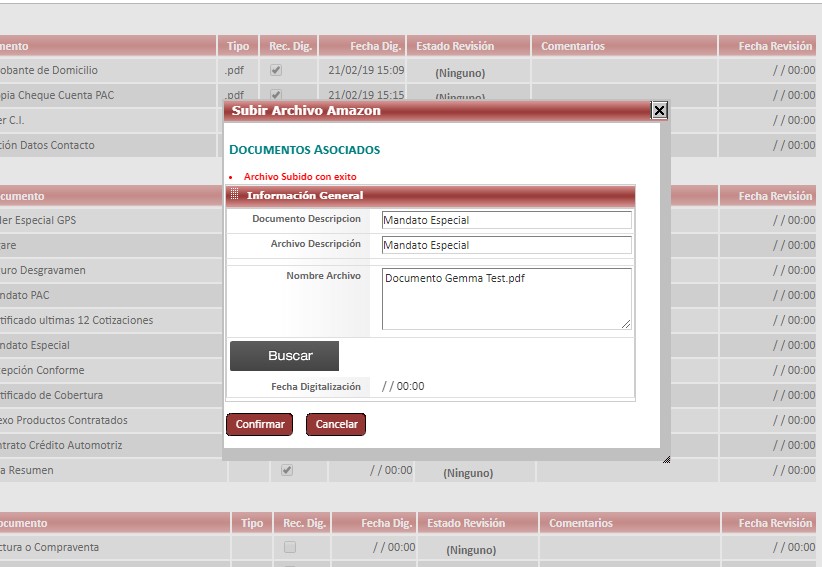 mento Tipo Rec. Dig. Fecha Dig. Estado Revisión Comentarios Fecha Revisión
obante de Domicilio .pdf 21/02/19 15:09 (Ninguno) / / 00:00
pia Cheque Cuenta PAC .pdf 21/02/19 15:15 (Ninguno) / / 00:00
er C.I. / / 00:00
ción Datos Contacto / / 00:00
Subir Archivo Amazon
DOCUMENTOS ASOCIADOS
Archivo Subido con exito
Información General
Documento Descripcion Mandato Especial
Archivo Descripción Mandato Especial
Nombre Archivo Documento Gemma Test.pdf
Buscar
Fecha Digitalización / / 00:00
Confirmar Cancelar
cumento Fecha Revisión
ler Especial GPS / / 00:00
are / / 00:00
uro Desgravamen / / 00:00
ndato PAC / / 00:00
tificado ultimas 12 Cotizaciones / / 00:00
ndato Especial / / 00:00
epción Conforme / / 00:00
tificado de Cobertura / / 00:00
exo Productos Contratados / / 00:00
ntrato Crédito Automotriz / / 00:00
a Resumen / / 00:00 (Ninguno) / / 00:00
ocumento Tipo Rec. Dig. Fecha Dig. Estado Revisión Comentarios Fecha Revisión
ctura o Compraventa / / 00:00 (Ninguno) / / 00:00